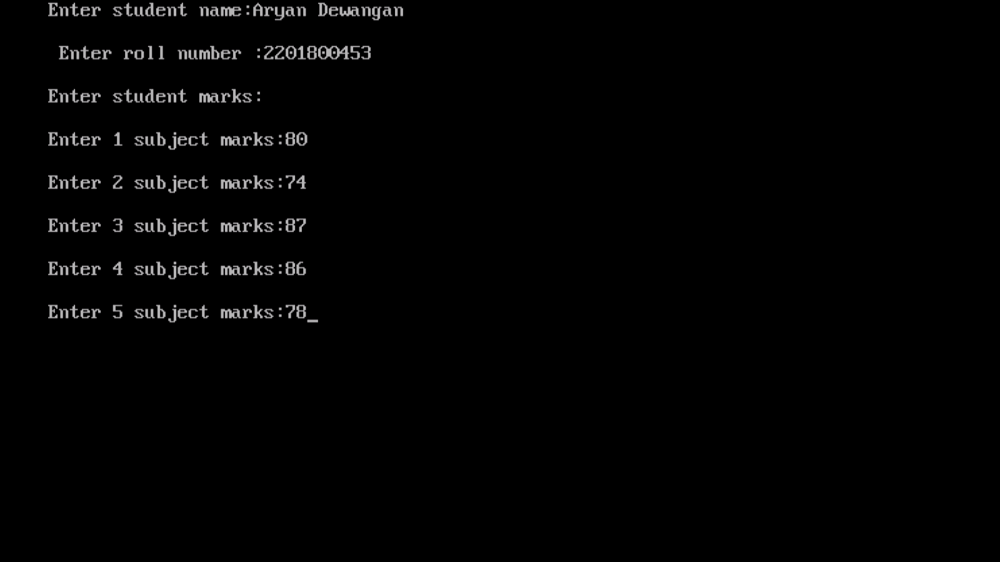 Enter student name:Aryan Dewangan
Enter roll number :2201800453
Enter student marks:
Enter 1 subject marks:80
Enter 2 subject marks:74
Enter 3 subject marks:87
Enter 4 subject marks:86
Enter 5 subject marks:78_